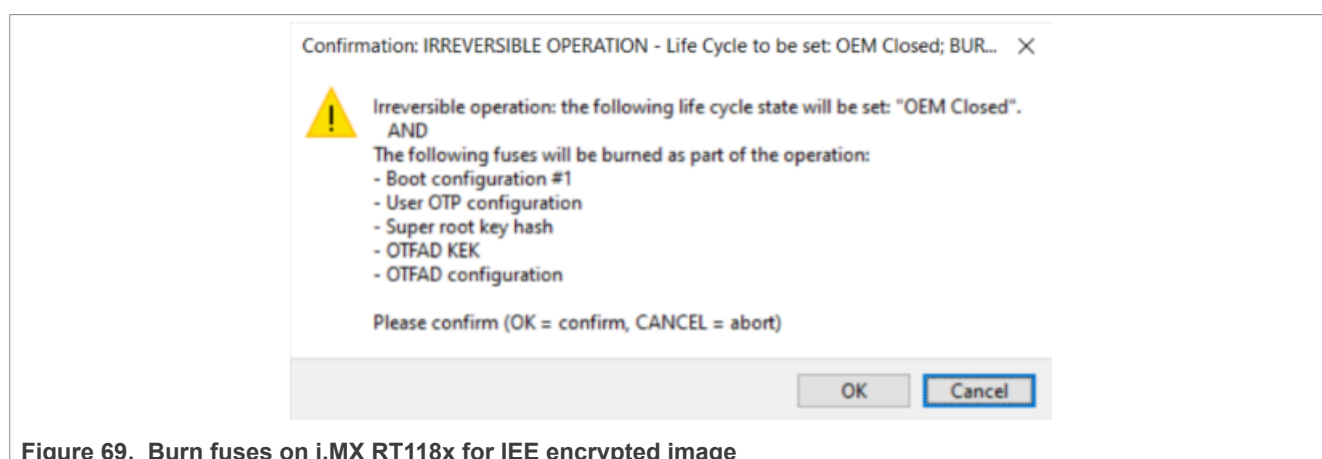 Confirmation: IRREVERSIBLE OPERATION - Life Cycle to be set: OEM Closed; BUR...
Irreversible operation: the following life cycle state will be set: "OEM Closed".
AND
The following fuses will be burned as part of the operation:
- Boot configuration #1
- User OTP configuration
- Super root key hash
- OTFAD KEK
- OTFAD configuration
Please confirm (OK = confirm, CANCEL = abort)
OK Cancel
Figure 69. Burn fuses on i.MX RT118x for IEE encrypted image